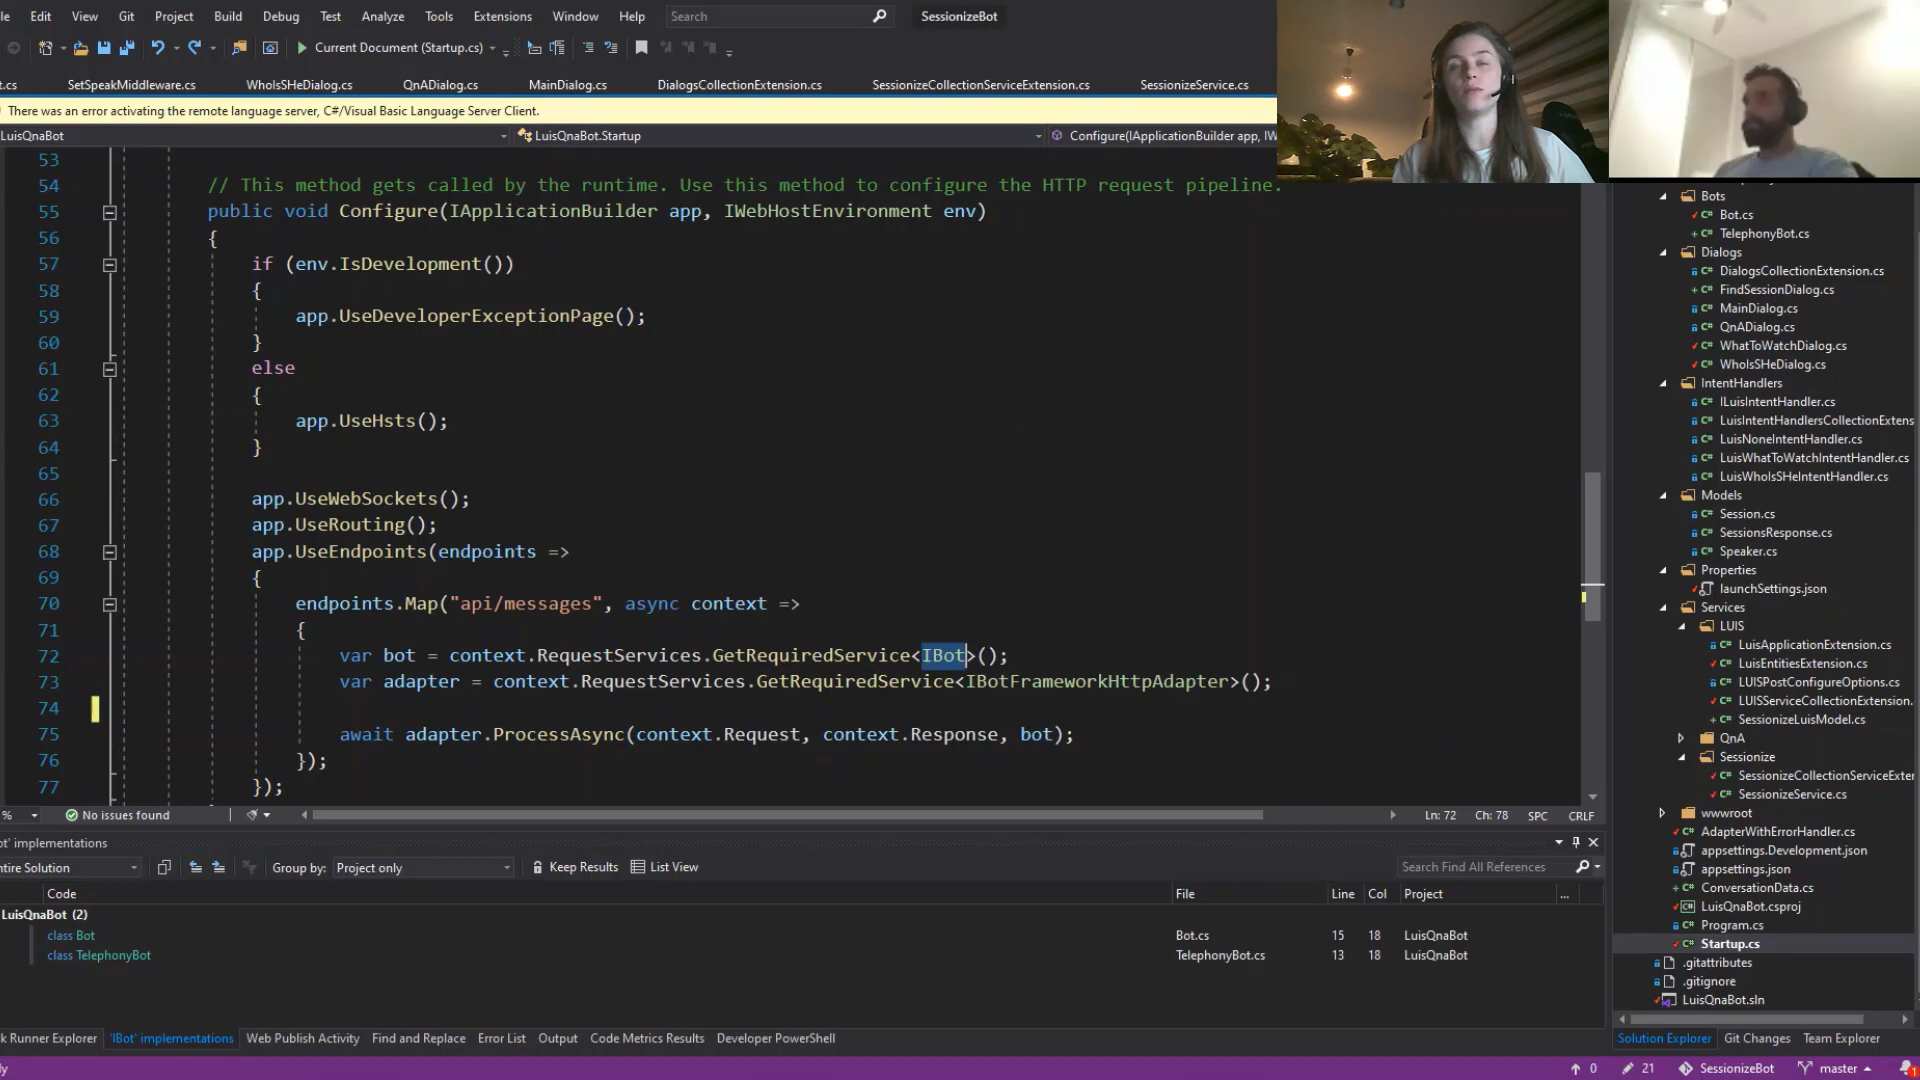 le Edit View Git Project Build Debug Test Analyze Tools Extensions Window Help Search SessionizeBot
Current Document (Startup.cs)
t.cs SetSpeakMiddleware.cs WhoIsSHeDialog.cs QnADialog.cs MainDialog.cs DialogsCollectionExtension.cs SessionizeCollectionServiceExtension.cs SessionizeService.cs
There was an error activating the remote language server, C#/Visual Basic Language Server Client.
LuisQnaBot LuisQnaBot.Startup Configure(IApplicationBuilder app, IW
53
54 // This method gets called by the runtime. Use this method to configure the HTTP request pipeline.
55 public void Configure(IApplicationBuilder app, IWebHostEnvironment env)
56 {
57 if (env.IsDevelopment())
58 {
59 app.UseDeveloperExceptionPage();
60 }
61 else
62 {
63 app.UseHsts();
64 }
65
66 app.UseWebSockets();
67 app.UseRouting();
68 app.UseEndpoints(endpoints =>
69 {
70 endpoints.Map("api/messages", async context =>
71 {
72 var bot = context.RequestServices.GetRequiredService<IBot>();
73 var adapter = context.RequestServices.GetRequiredService<IBotFrameworkHttpAdapter>();
74
75 await adapter.ProcessAsync(context.Request, context.Response, bot);
76 });
77 });
% No issues found Ln: 72 Ch: 78 SPC CRLF
Bots
Bot.cs
TelephonyBot.cs
Dialogs
DialogsCollectionExtension.cs
FindSessionDialog.cs
MainDialog.cs
QnADialog.cs
WhatToWatchDialog.cs
WhoIsSHeDialog.cs
IntentHandlers
ILuisIntentHandler.cs
LuisIntentHandlersCollectionExtens
LuisNoneIntentHandler.cs
LuisWhatToWatchIntentHandler.cs
LuisWhoIsSHeIntentHandler.cs
Models
Session.cs
SessionsResponse.cs
Speaker.cs
Properties
launchSettings.json
Services
LUIS
LuisApplicationExtension.cs
LuisEntitiesExtension.cs
LUISPostConfigureOptions.cs
LUISServiceCollectionExtension.
SessionizeLuisModel.cs
QnA
Sessionize
SessionizeCollectionServiceExter
SessionizeService.cs
wwwroot
AdapterWithErrorHandler.cs
appsettings.Development.json
appsettings.json
ConversationData.cs
LuisQnaBot.csproj
Program.cs
Startup.cs
.gitattributes
.gitignore
LuisQnaBot.sln
ot' implementations
ntire Solution Group by: Project only Keep Results List View Search Find All References
Code File Line Col Project ...
LuisQnaBot (2)
class Bot Bot.cs 15 18 LuisQnaBot
class TelephonyBot TelephonyBot.cs 13 18 LuisQnaBot
k Runner Explorer 'IBot' implementations Web Publish Activity Find and Replace Error List Output Code Metrics Results Developer PowerShell Solution Explorer Git Changes Team Explorer
ly 0 21 SessionizeBot master 1